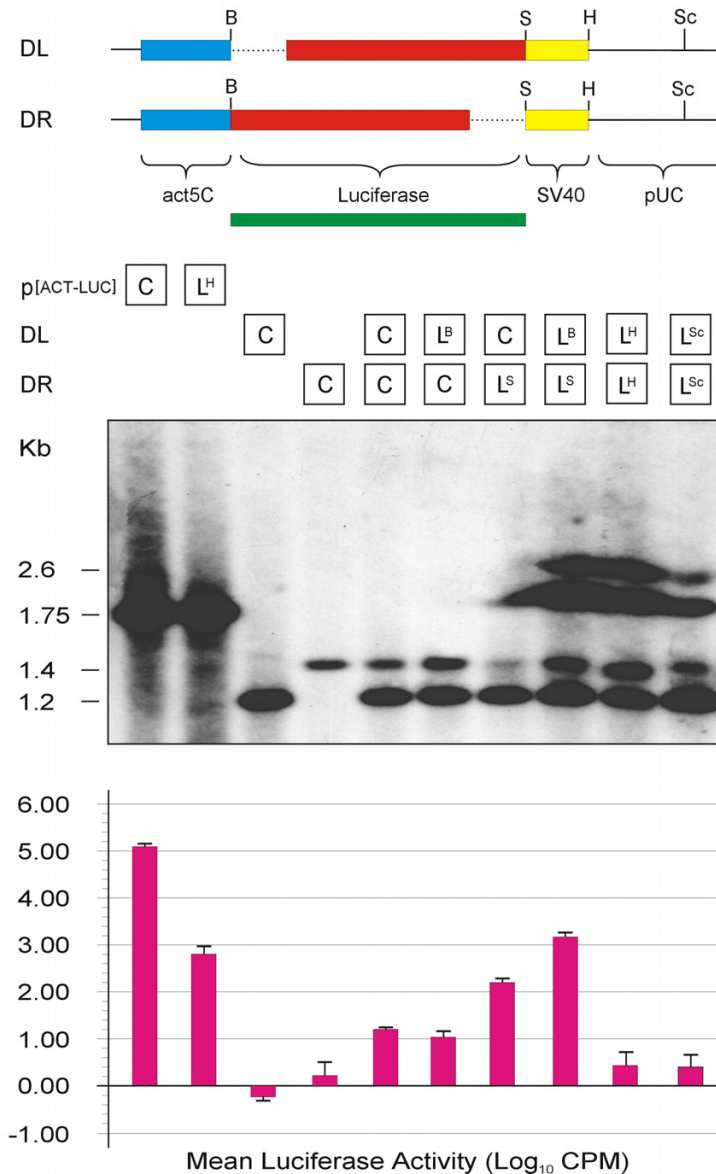 B S H Sc
DL
B S H Sc
DR
act5C Luciferase SV40 pUC
p[ACT-LUC] C Lᴴ
DL C C Lᴮ C Lᴮ Lᴴ Lˢᶜ
DR C C C Lˢ Lˢ Lᴴ Lˢᶜ
Kb
2.6
1.75
1.4
1.2
6.00
5.00
4.00
3.00
2.00
1.00
0.00
-1.00
Mean Luciferase Activity (Log₁₀ CPM)